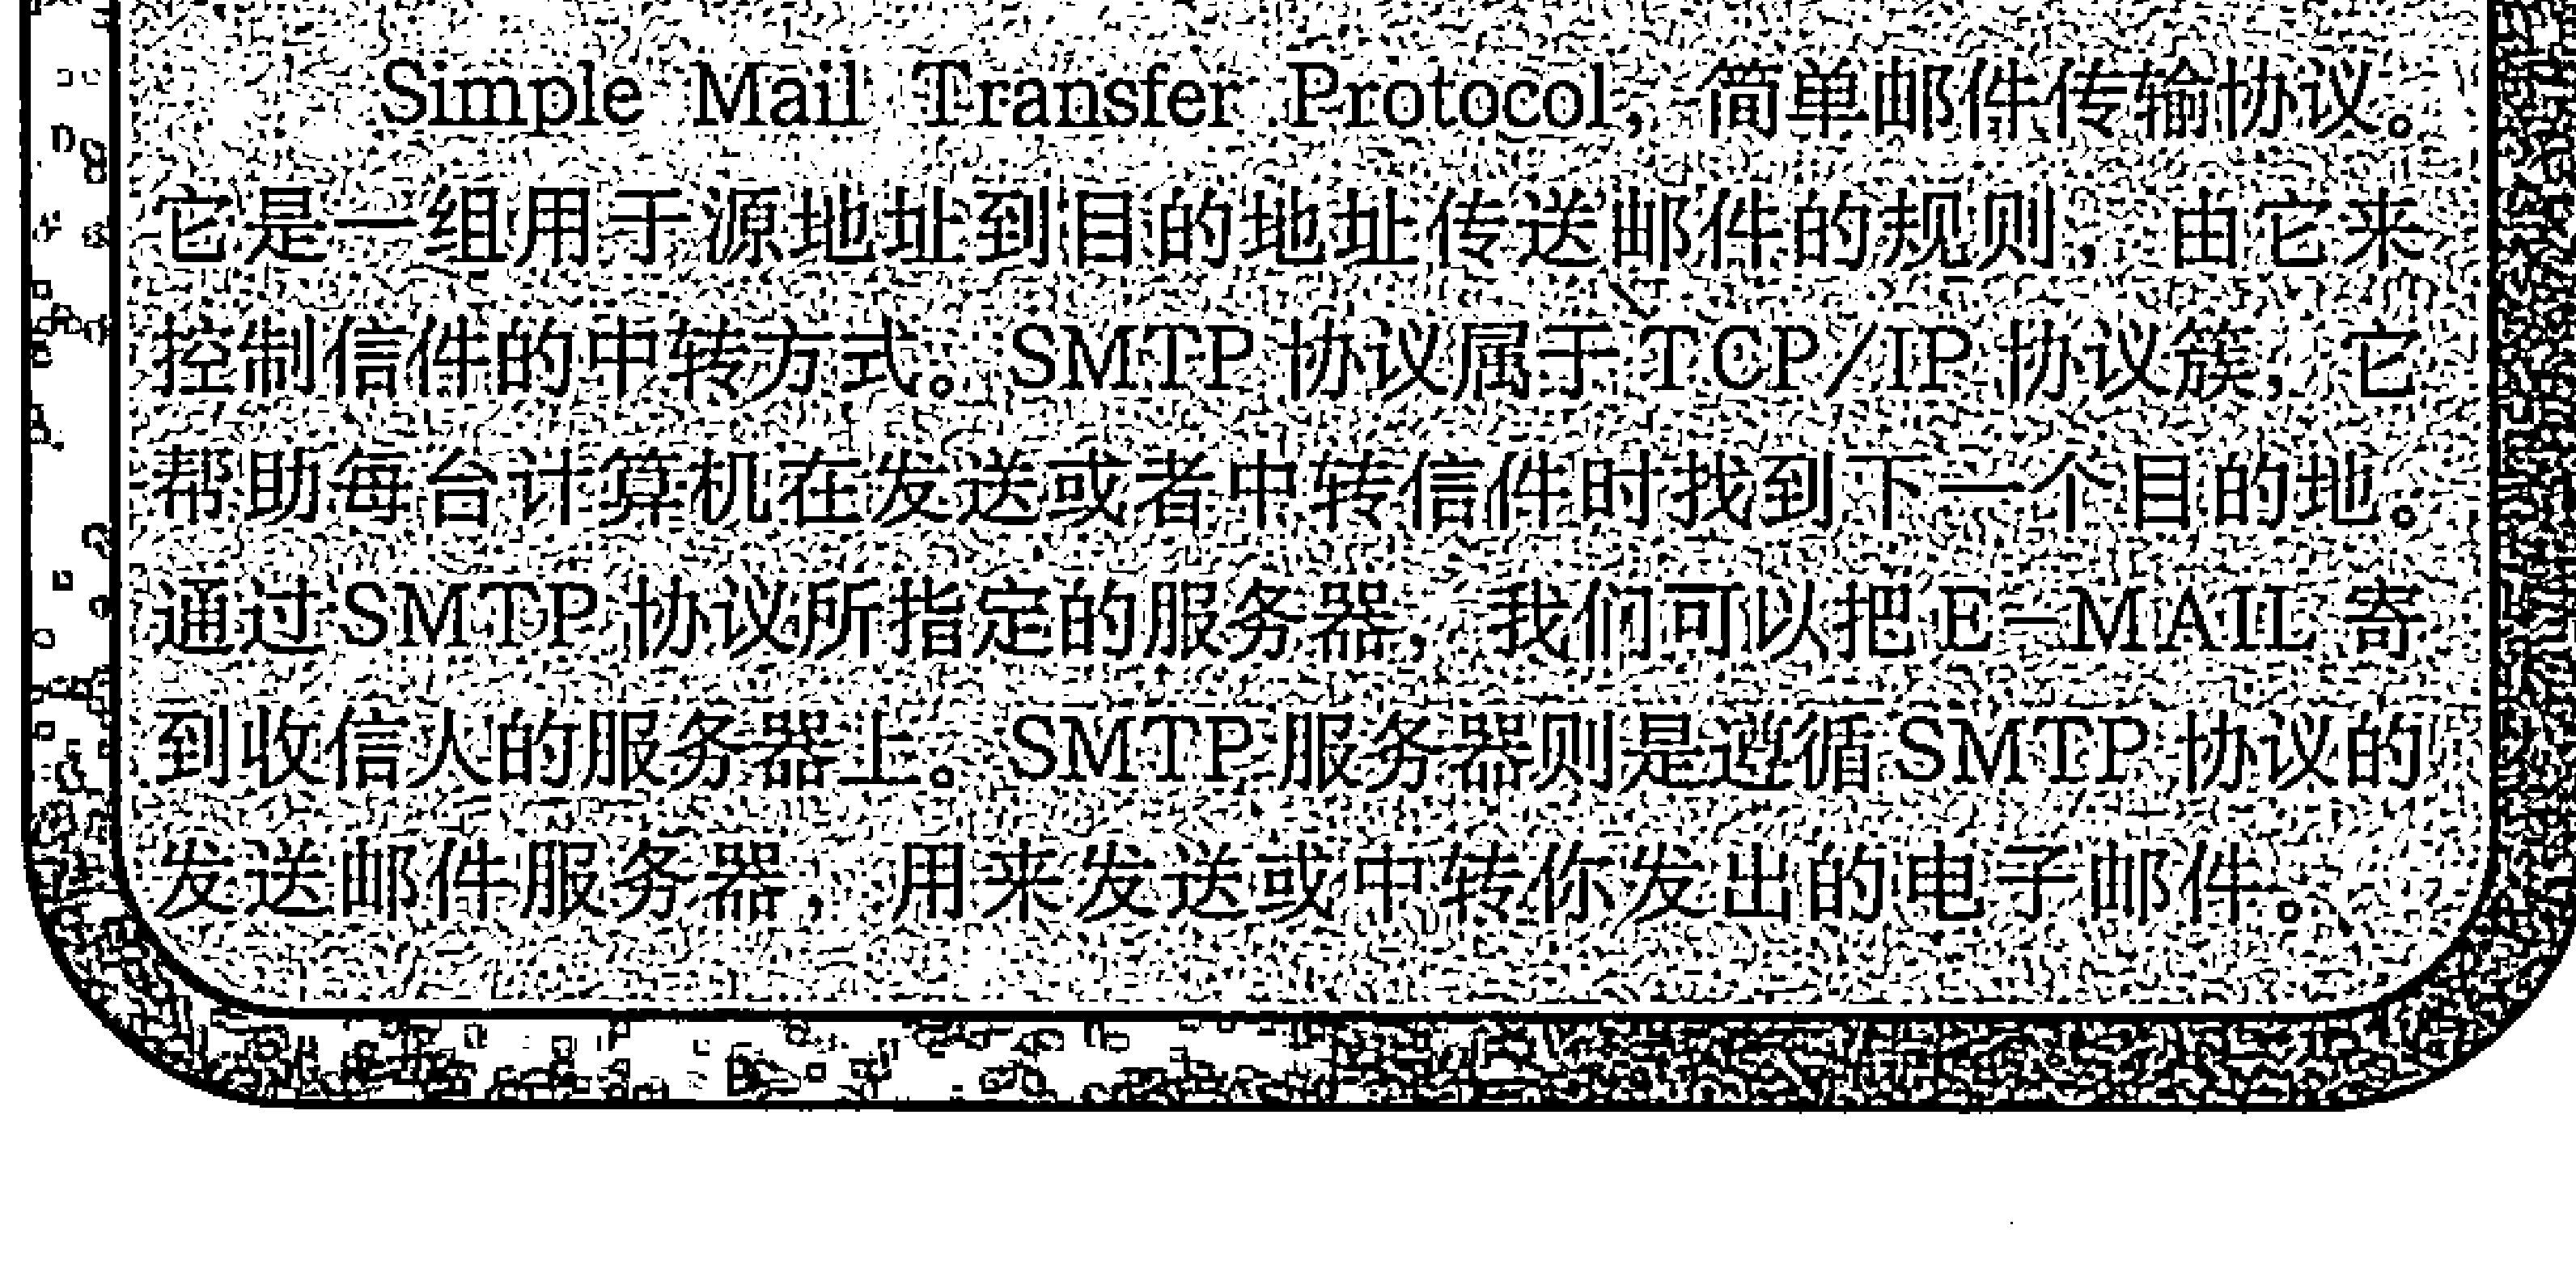 Simple Mail Transfer Protocol，简单邮件传输协议。
它是一组用于源地址到目的地址传送邮件的规则，由它来
控制信件的中转方式。SMTP 协议属于 TCP/IP 协议簇，它
帮助每台计算机在发送或者中转信件时找到下一个目的地。
通过 SMTP 协议所指定的服务器，我们可以把 E-MAIL 寄
到收信人的服务器上。SMTP 服务器则是遵循 SMTP 协议的
发送邮件服务器，用来发送或中转你发出的电子邮件。